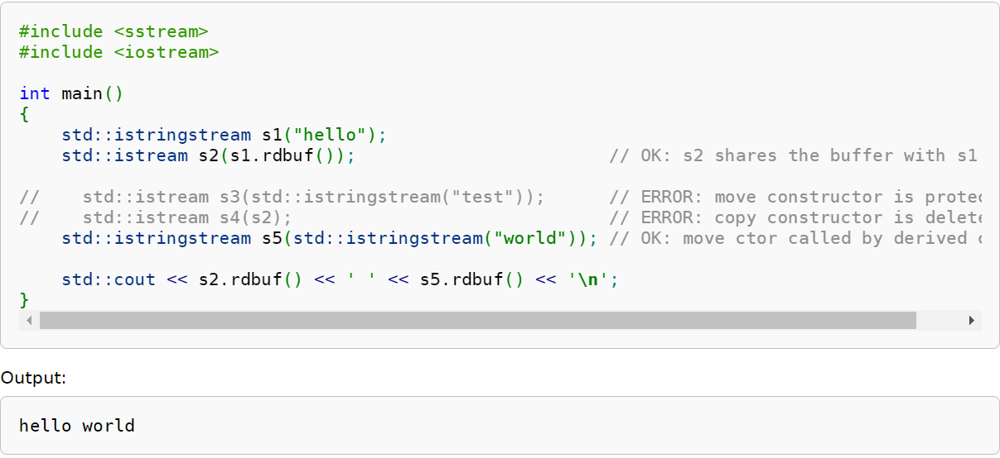 #include <sstream>
#include <iostream>

int main()
{
    std::istringstream s1("hello");
    std::istream s2(s1.rdbuf());                        // OK: s2 shares the buffer with s1

//    std::istream s3(std::istringstream("test"));      // ERROR: move constructor is
//    std::istream s4(s2);                              // ERROR: copy constructor is
    std::istringstream s5(std::istringstream("world")); // OK: move ctor called by derived

    std::cout << s2.rdbuf() << ' ' << s5.rdbuf() << '\n';
}
Output:
hello world